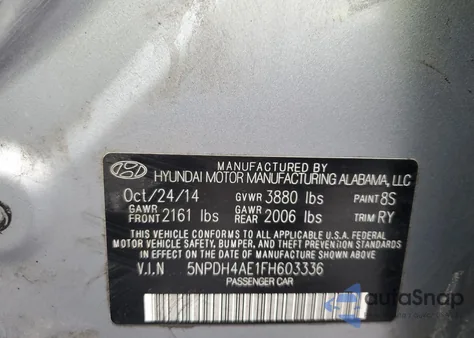 MANUFACTURED BY
HYUNDAI MOTOR MANUFACTURING ALABAMA, LLC
Oct/24/14 GVWR 3880 lbs PAINT 8S
GAWR FRONT 2161 lbs GAWR REAR 2006 lbs TRIM RY
THIS VEHICLE CONFORMS TO ALL APPLICABLE U.S.A FEDERAL
MOTOR VEHICLE SAFETY, BUMPER, AND THEFT PREVENTION
STANDARDS IN EFFECT ON THE DATE OF MANUFACTURE SHOWN ABOVE.
V.I.N 5NPDH4AE1FH603336
PASSENGER CAR
autoSnap